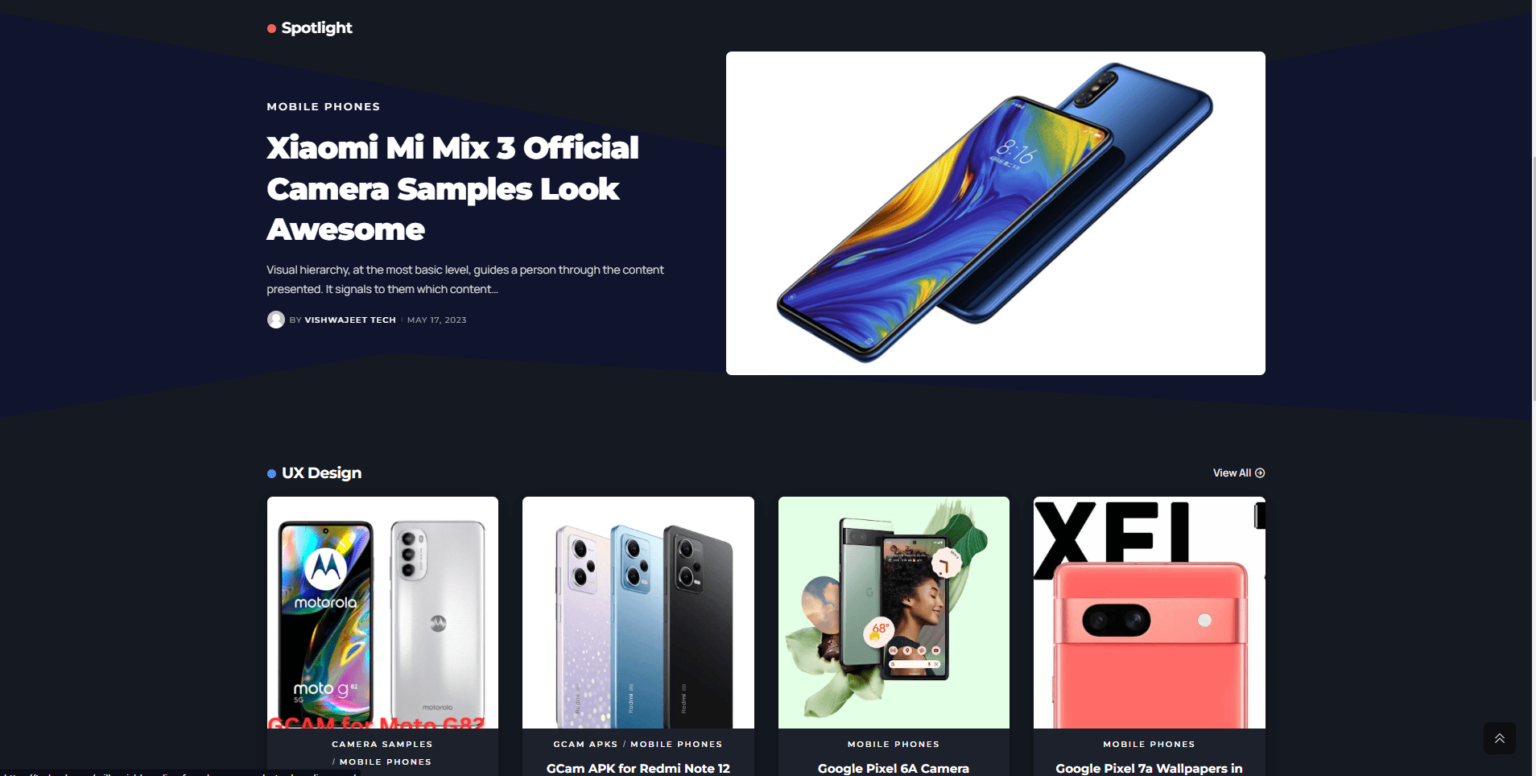 Spotlight
MOBILE PHONES
Xiaomi Mi Mix 3 Official
Camera Samples Look
Awesome
Visual hierarchy, at the most basic level, guides a person through the content
presented. It signals to them which content...
BY VISHWAJEET TECH MAY 17, 2023
8:16
UX Design
View All
motorola
moto g 82
5G
motorola
GCAM for Moto G82
Redmi
Redmi
Redmi
68°
XEL
CAMERA SAMPLES
/ MOBILE PHONES
GCAM APKS / MOBILE PHONES
GCam APK for Redmi Note 12
MOBILE PHONES
Google Pixel 6A Camera
MOBILE PHONES
Google Pixel 7a Wallpapers in